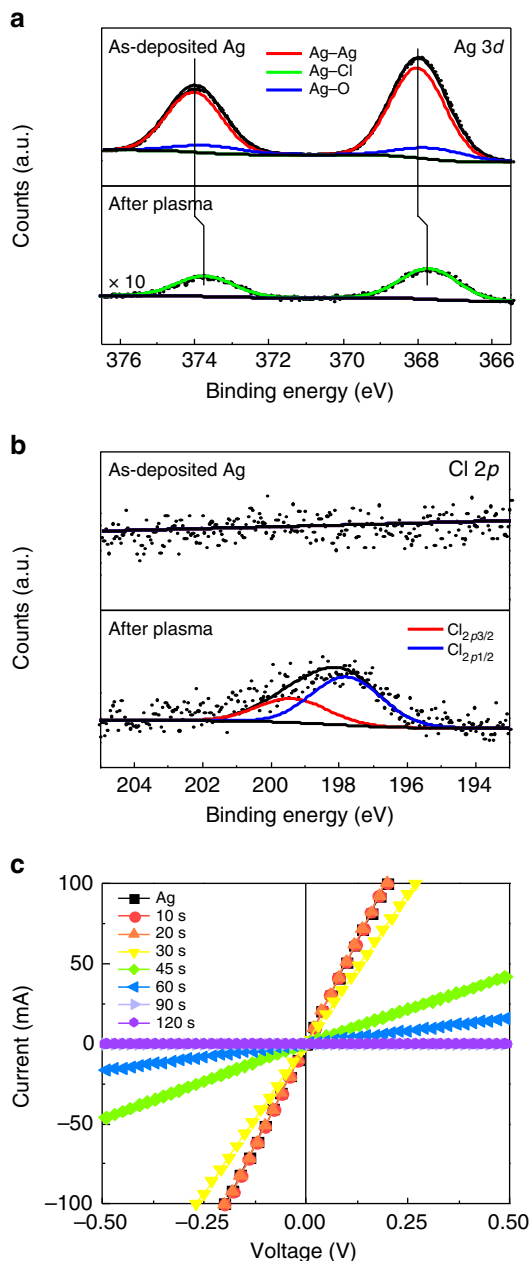 a
As-deposited Ag
Ag–Ag
Ag–Cl
Ag–O
Ag 3d
After plasma
× 10
Counts (a.u.)
376 374 372 370 368 366
Binding energy (eV)
b
As-deposited Ag
Cl 2p
After plasma
Cl2p3/2
Cl2p1/2
Counts (a.u.)
204 202 200 198 196 194
Binding energy (eV)
c
Ag
10 s
20 s
30 s
45 s
60 s
90 s
120 s
100
50
0
−50
−100
Current (mA)
−0.50 −0.25 0.00 0.25 0.50
Voltage (V)